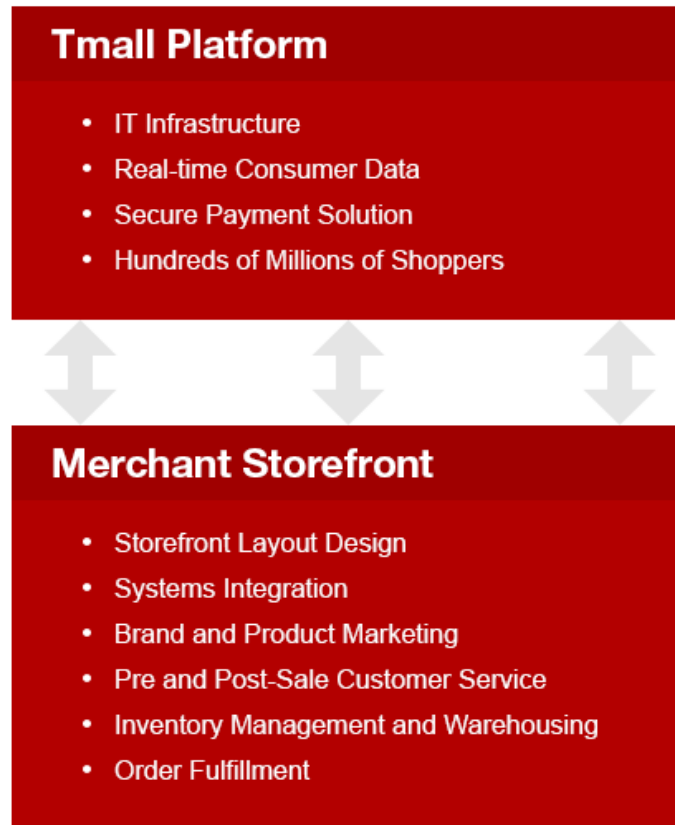 Tmall Platform
• IT Infrastructure
• Real-time Consumer Data
• Secure Payment Solution
• Hundreds of Millions of Shoppers
Merchant Storefront
• Storefront Layout Design
• Systems Integration
• Brand and Product Marketing
• Pre and Post-Sale Customer Service
• Inventory Management and Warehousing
• Order Fulfillment